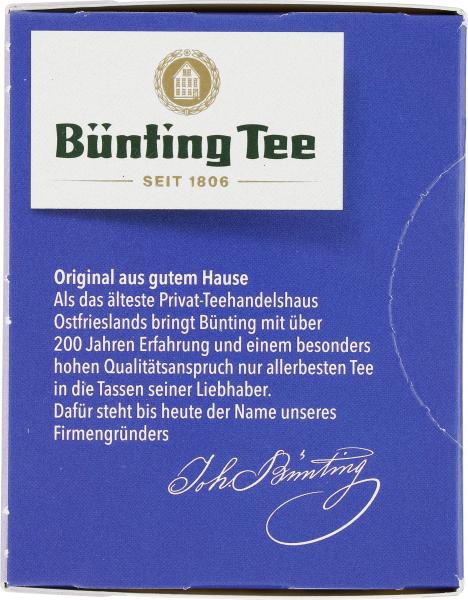 Bünting Tee
SEIT 1806
Original aus gutem Hause
Als das älteste Privat-Teehandelshaus
Ostfrieslands bringt Bünting mit über
200 Jahren Erfahrung und einem besonders
hohen Qualitätsanspruch nur allerbesten Tee
in die Tassen seiner Liebhaber.
Dafür steht bis heute der Name unseres
Firmengründers
Joh. Bünting